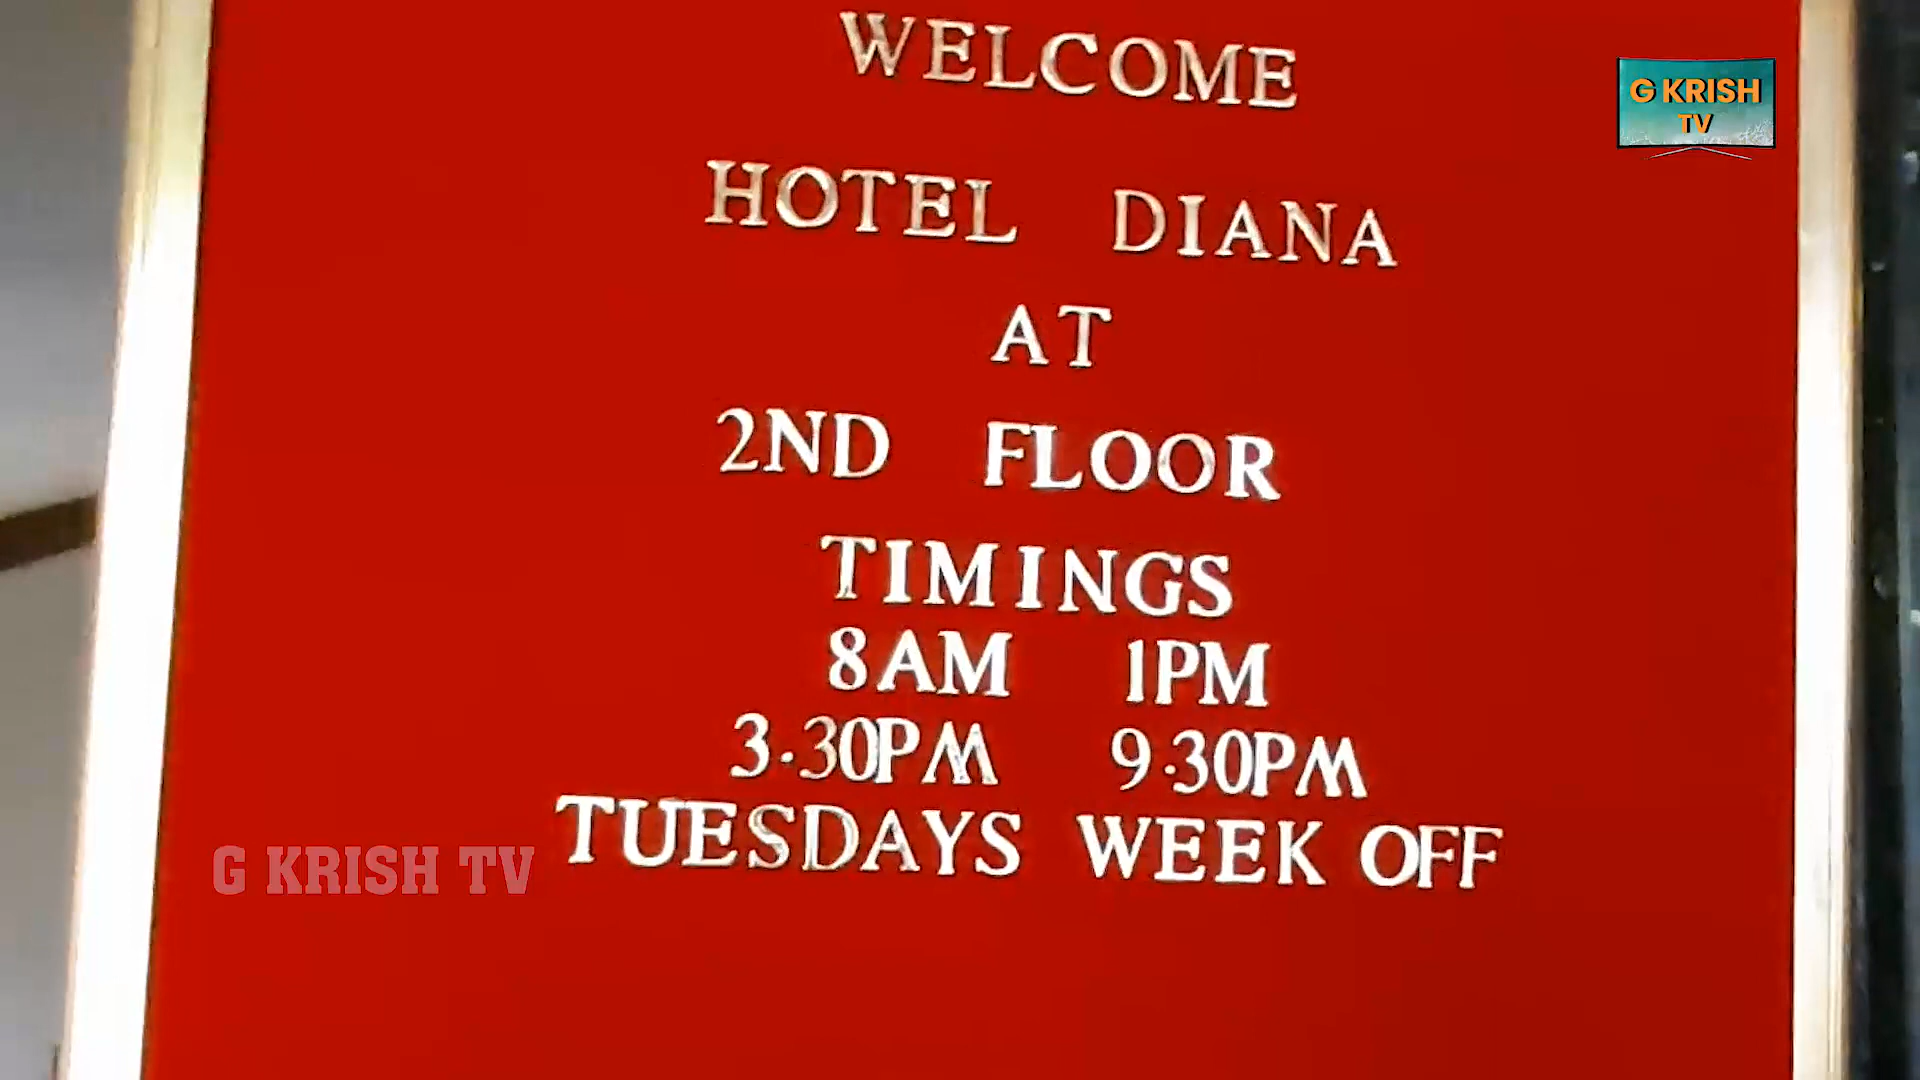 WELCOME
G KRISH
TV
HOTEL DIANA
AT
2ND FLOOR
TIMINGS
8AM 1PM
3.30PM 9.30PM
TUESDAYS WEEK OFF
G KRISH TV